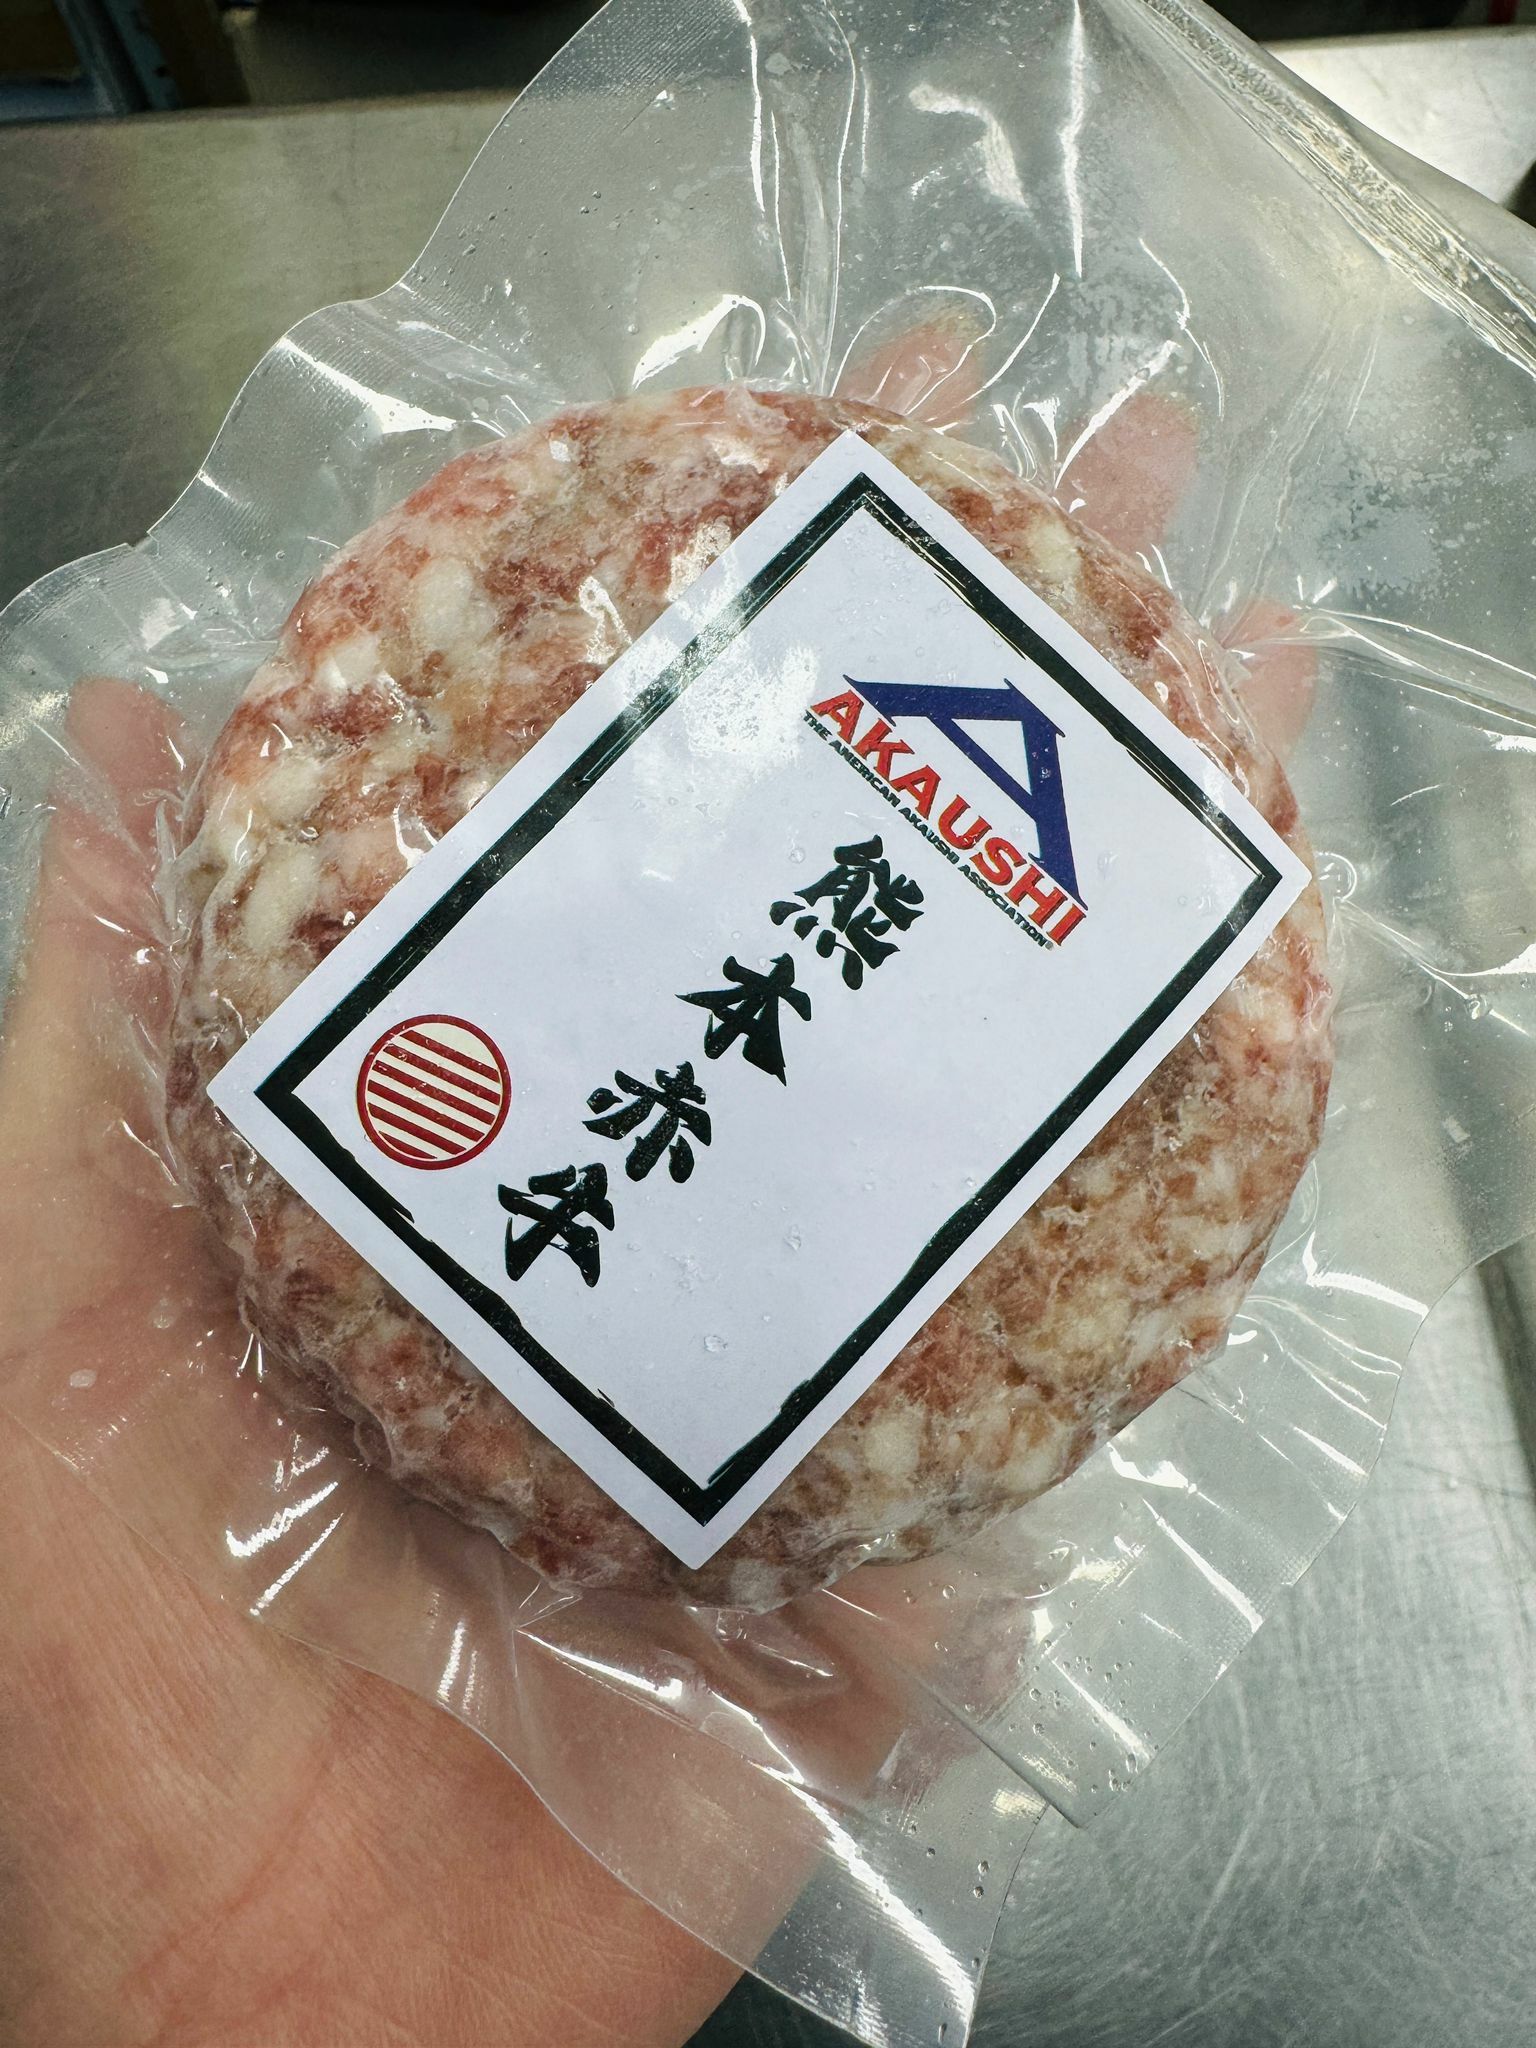 A
AKAUSHI
THE AMERICAN AKAUSHI ASSOCIATION®
熊本赤牛